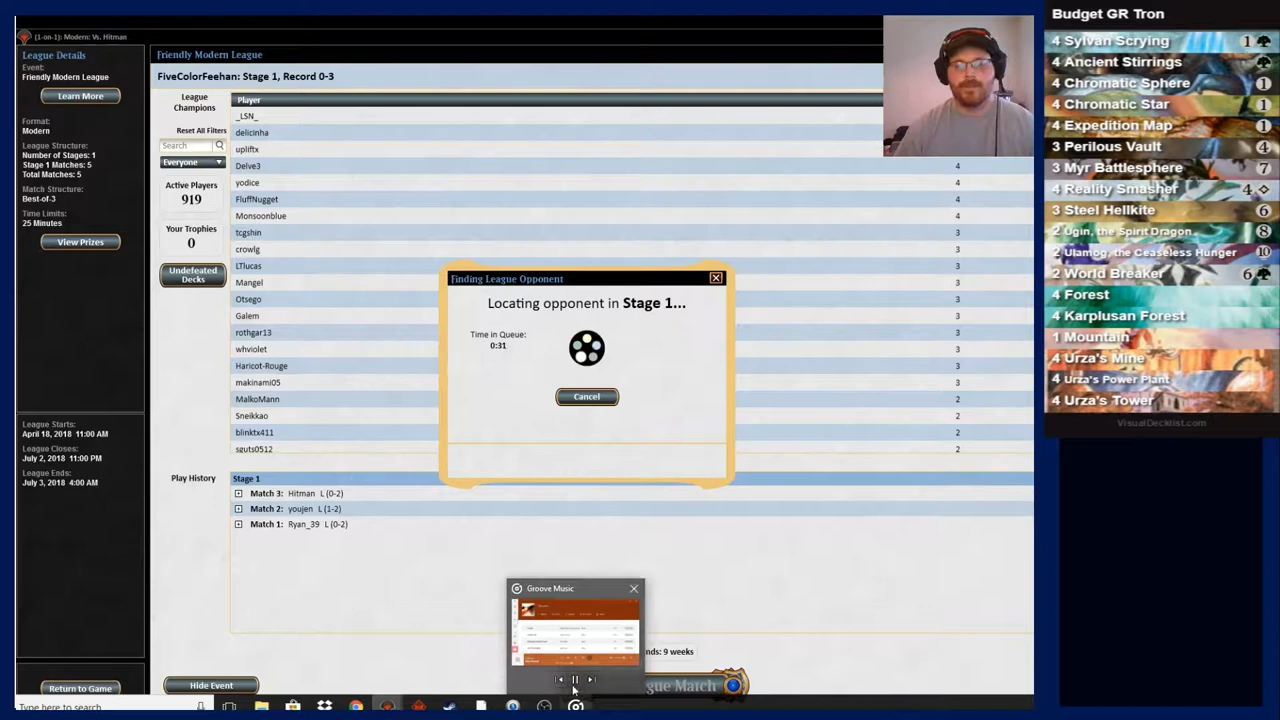 (1-on-1): Modern: Vs. Hitman
League Details
Event:
Friendly Modern League
Learn More
Format:
Modern
League Structure:
Number of Stages: 1
Stage 1 Matches: 5
Total Matches: 5
Match Structure:
Best-of-3
Time Limits:
25 Minutes
View Prizes
League Starts:
April 18, 2018 11:00 AM
League Closes:
July 2, 2018 11:00 PM
League Ends:
July 3, 2018 4:00 AM
Return to Game
Friendly Modern League
FiveColorFeehan: Stage 1, Record 0-3
League
Champions
Reset All Filters
Search
Everyone
Active Players
919
Your Trophies
0
Undefeated
Decks
Player
_LSN_
delicinha
upliftx
Delve3 4
yodice 4
FluffNugget 4
Monsoonblue 4
tcgshin 3
crowlg 3
LTlucas 3
Mangel 3
Otsego 3
Galem 3
rothgar13 3
whviolet 3
Haricot-Rouge 3
makinami05 3
MalkoMann 2
Sneikkao 2
blinktx411 2
sguts0512 2
Finding League Opponent
Locating opponent in Stage 1...
Time in Queue:
0:31
Cancel
Play History
Stage 1
Match 3: Hitman L (0-2)
Match 2: youjen L (1-2)
Match 1: Ryan_39 L (0-2)
Groove Music
nds: 9 weeks
Hide Event
gue Match
Type here to search
Budget GR Tron
4 Sylvan Scrying 1
4 Ancient Stirrings
4 Chromatic Sphere 1
4 Chromatic Star 1
4 Expedition Map 1
3 Perilous Vault 4
3 Myr Battlesphere 7
4 Reality Smasher 4
3 Steel Hellkite 6
2 Ugin, the Spirit Dragon 8
2 Ulamog, the Ceaseless Hunger 10
2 World Breaker 6
4 Forest
4 Karplusan Forest
1 Mountain
4 Urza's Mine
4 Urza's Power Plant
4 Urza's Tower
VisualDecklist.com